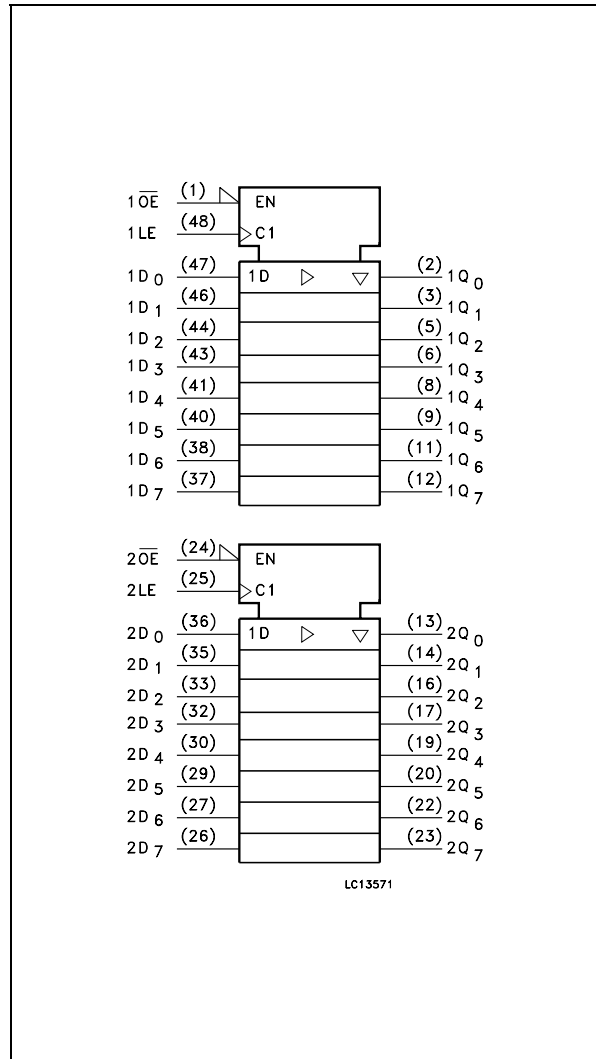 1O̅E̅ (1) EN
1LE (48) C1
1D0 (47) 1D (2) 1Q0
1D1 (46) (3) 1Q1
1D2 (44) (5) 1Q2
1D3 (43) (6) 1Q3
1D4 (41) (8) 1Q4
1D5 (40) (9) 1Q5
1D6 (38) (11) 1Q6
1D7 (37) (12) 1Q7
2O̅E̅ (24) EN
2LE (25) C1
2D0 (36) 1D (13) 2Q0
2D1 (35) (14) 2Q1
2D2 (33) (16) 2Q2
2D3 (32) (17) 2Q3
2D4 (30) (19) 2Q4
2D5 (29) (20) 2Q5
2D6 (27) (22) 2Q6
2D7 (26) (23) 2Q7
LC13571